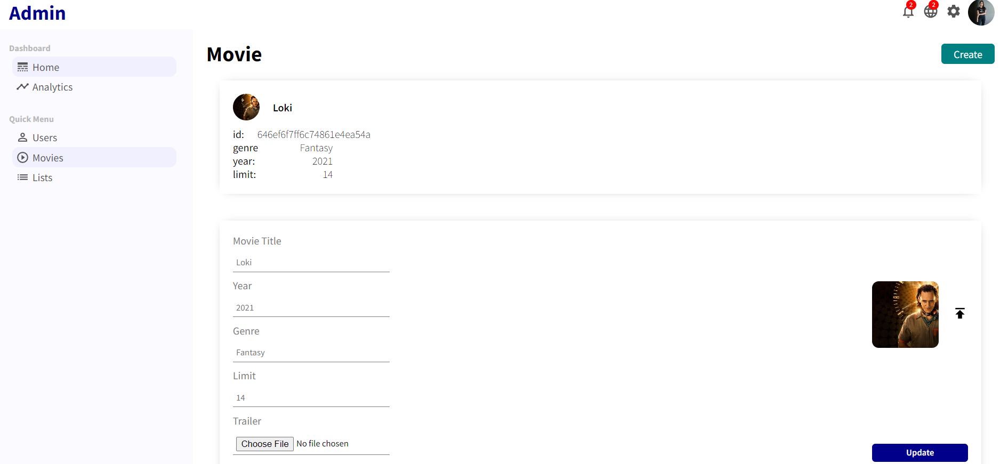 Admin
2
2
Dashboard
Home
Analytics
Quick Menu
Users
Movies
Lists
Movie
Create
Loki
id: 646ef6f7ff6c74861e4ea54a
genre Fantasy
year: 2021
limit: 14
Movie Title
Loki
Year
2021
Genre
Fantasy
Limit
14
Trailer
Choose File No file chosen
Update